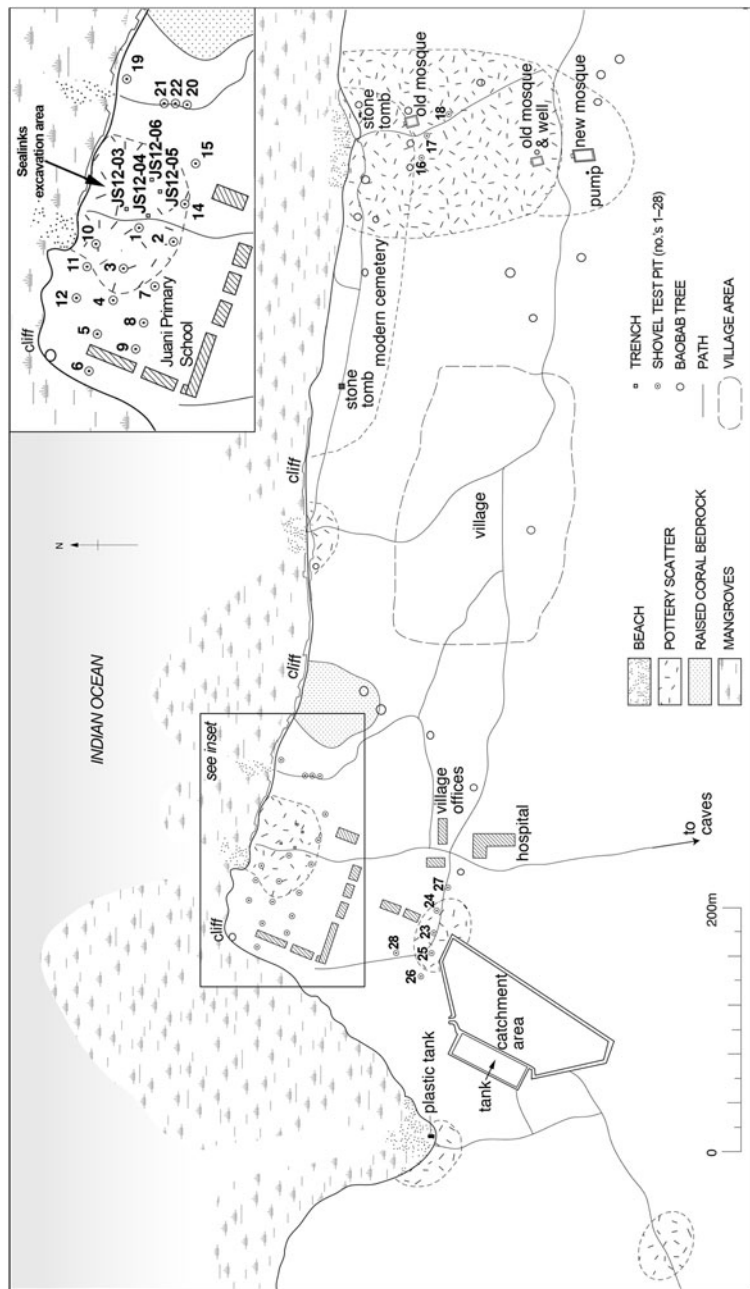 INDIAN OCEAN
N
cliff
see inset
cliff
cliff
plastic tank
tank
catchment
area
26
25
28
23
24
27
village
offices
hospital
to
caves
village
stone
tomb
modern cemetery
stone
tomb
old mosque
16
17
18
old mosque
& well
new mosque
pump
0
200m
BEACH
POTTERY SCATTER
RAISED CORAL BEDROCK
MANGROVES
TRENCH
SHOVEL TEST PIT (no.'s 1–28)
BAOBAB TREE
PATH
VILLAGE AREA
Sealinks
excavation area
cliff
6
5
12
11
10
4
3
9
8
7
1
2
JS12-03
JS12-04
JS12-06
JS12-05
14
15
19
21
22
20
Juani Primary
School